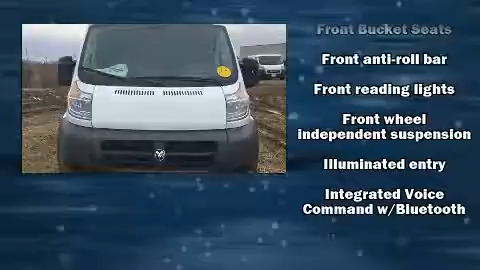 Front Bucket Seats
Front anti-roll bar
Front reading lights
Front wheel
independent suspension
Illuminated entry
Integrated Voice
Command w/Bluetooth